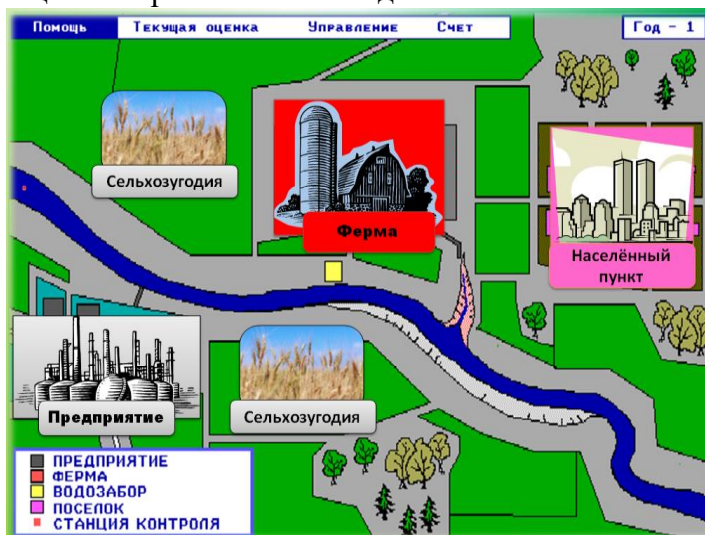 Помощь Текущая оценка Управление Счет Год - 1
Сельхозугодия
Ферма
Населённый
пункт
Предприятие
Сельхозугодия
ПРЕДПРИЯТИЕ
ФЕРМА
ВОДОЗАБОР
ПОСЕЛОК
СТАНЦИЯ КОНТРОЛЯ